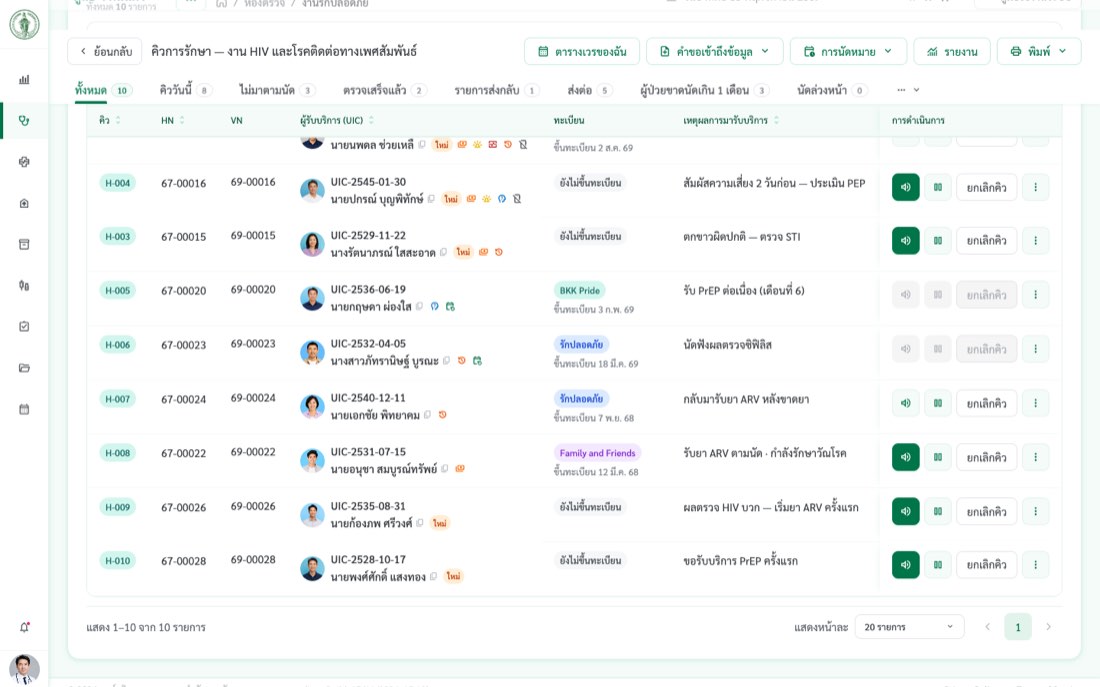 ทั้งหมด 10 รายการ
ห้องตรวจ / งานรักปลอดภัย
ย้อนกลับ
คิวการรักษา — งาน HIV และโรคติดต่อทางเพศสัมพันธ์
ตารางเวรของฉัน
คำขอเข้าถึงข้อมูล
การนัดหมาย
รายงาน
พิมพ์
ทั้งหมด 10
คิววันนี้ 8
ไม่มาตามนัด 3
ตรวจเสร็จแล้ว 2
รายการส่งกลับ 1
ส่งต่อ 5
ผู้ป่วยขาดนัดเกิน 1 เดือน 3
นัดล่วงหน้า 0
คิว HN VN ผู้รับบริการ (UIC) ทะเบียน เหตุผลการมารับบริการ การดำเนินการ
นายนพดล ช่วยเหลือ ใหม่
ขึ้นทะเบียน 2 ส.ค. 69
H-004 67-00016 69-00016 UIC-2545-01-30 ยังไม่ขึ้นทะเบียน สัมผัสความเสี่ยง 2 วันก่อน — ประเมิน PEP ยกเลิกคิว
นายปกรณ์ บุญพิทักษ์ ใหม่
H-003 67-00015 69-00015 UIC-2529-11-22 ยังไม่ขึ้นทะเบียน ตกขาวผิดปกติ — ตรวจ STI ยกเลิกคิว
นางรัตนาภรณ์ ใสสะอาด ใหม่
H-005 67-00020 69-00020 UIC-2536-06-19 BKK Pride รับ PrEP ต่อเนื่อง (เดือนที่ 6) ยกเลิกคิว
นายกฤษดา ผ่องใส ขึ้นทะเบียน 3 ก.พ. 69
H-006 67-00023 69-00023 UIC-2532-04-05 รักปลอดภัย นัดฟังผลตรวจซิฟิลิส ยกเลิกคิว
นางสาวภัทรานิษฐ์ บูรณะ ขึ้นทะเบียน 18 มี.ค. 69
H-007 67-00024 69-00024 UIC-2540-12-11 รักปลอดภัย กลับมารับยา ARV หลังขาดยา ยกเลิกคิว
นายเอกชัย พิทยาคม ขึ้นทะเบียน 7 พ.ย. 68
H-008 67-00022 69-00022 UIC-2531-07-15 Family and Friends รับยา ARV ตามนัด · กำลังรักษาวัณโรค ยกเลิกคิว
นายอนุชา สมบูรณ์ทรัพย์ ขึ้นทะเบียน 12 มี.ค. 68
H-009 67-00026 69-00026 UIC-2535-08-31 ยังไม่ขึ้นทะเบียน ผลตรวจ HIV บวก — เริ่มยา ARV ครั้งแรก ยกเลิกคิว
นายก้องภพ ศรีวงศ์ ใหม่
H-010 67-00028 69-00028 UIC-2528-10-17 ยังไม่ขึ้นทะเบียน ขอรับบริการ PrEP ครั้งแรก ยกเลิกคิว
นายพงศ์ศักดิ์ แสงทอง ใหม่
แสดง 1–10 จาก 10 รายการ
แสดงหน้าละ 20 รายการ
1